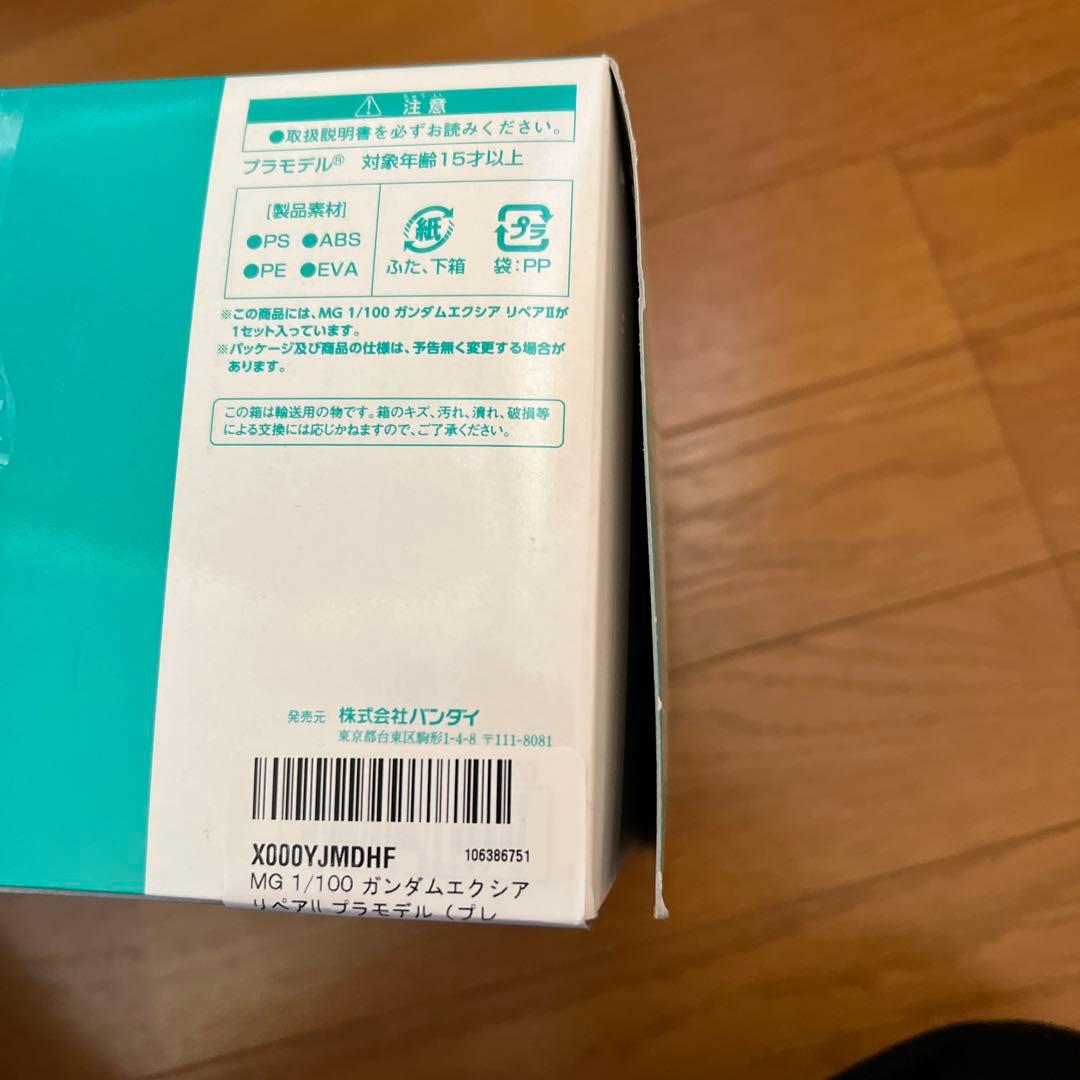 注意
ちゅうい
●取扱説明書を必ずお読みください。
プラモデル® 対象年齢15才以上
[製品素材]
●PS ●ABS
●PE ●EVA
紙
ふた、下箱
プラ
袋：PP
※この商品には、MG 1/100 ガンダムエクシア リペアⅡが
1セット入っています。
※パッケージ及び商品の仕様は、予告無く変更する場合が
あります。
この箱は輸送用の物です。箱のキズ、汚れ、潰れ、破損等
による交換には応じかねますので、ご了承ください。
発売元 株式会社バンダイ
東京都台東区駒形1-4-8 〒111-8081
X000YJMDHF 106386751
MG 1/100 ガンダムエクシア
リペアII プラモデル（プレ